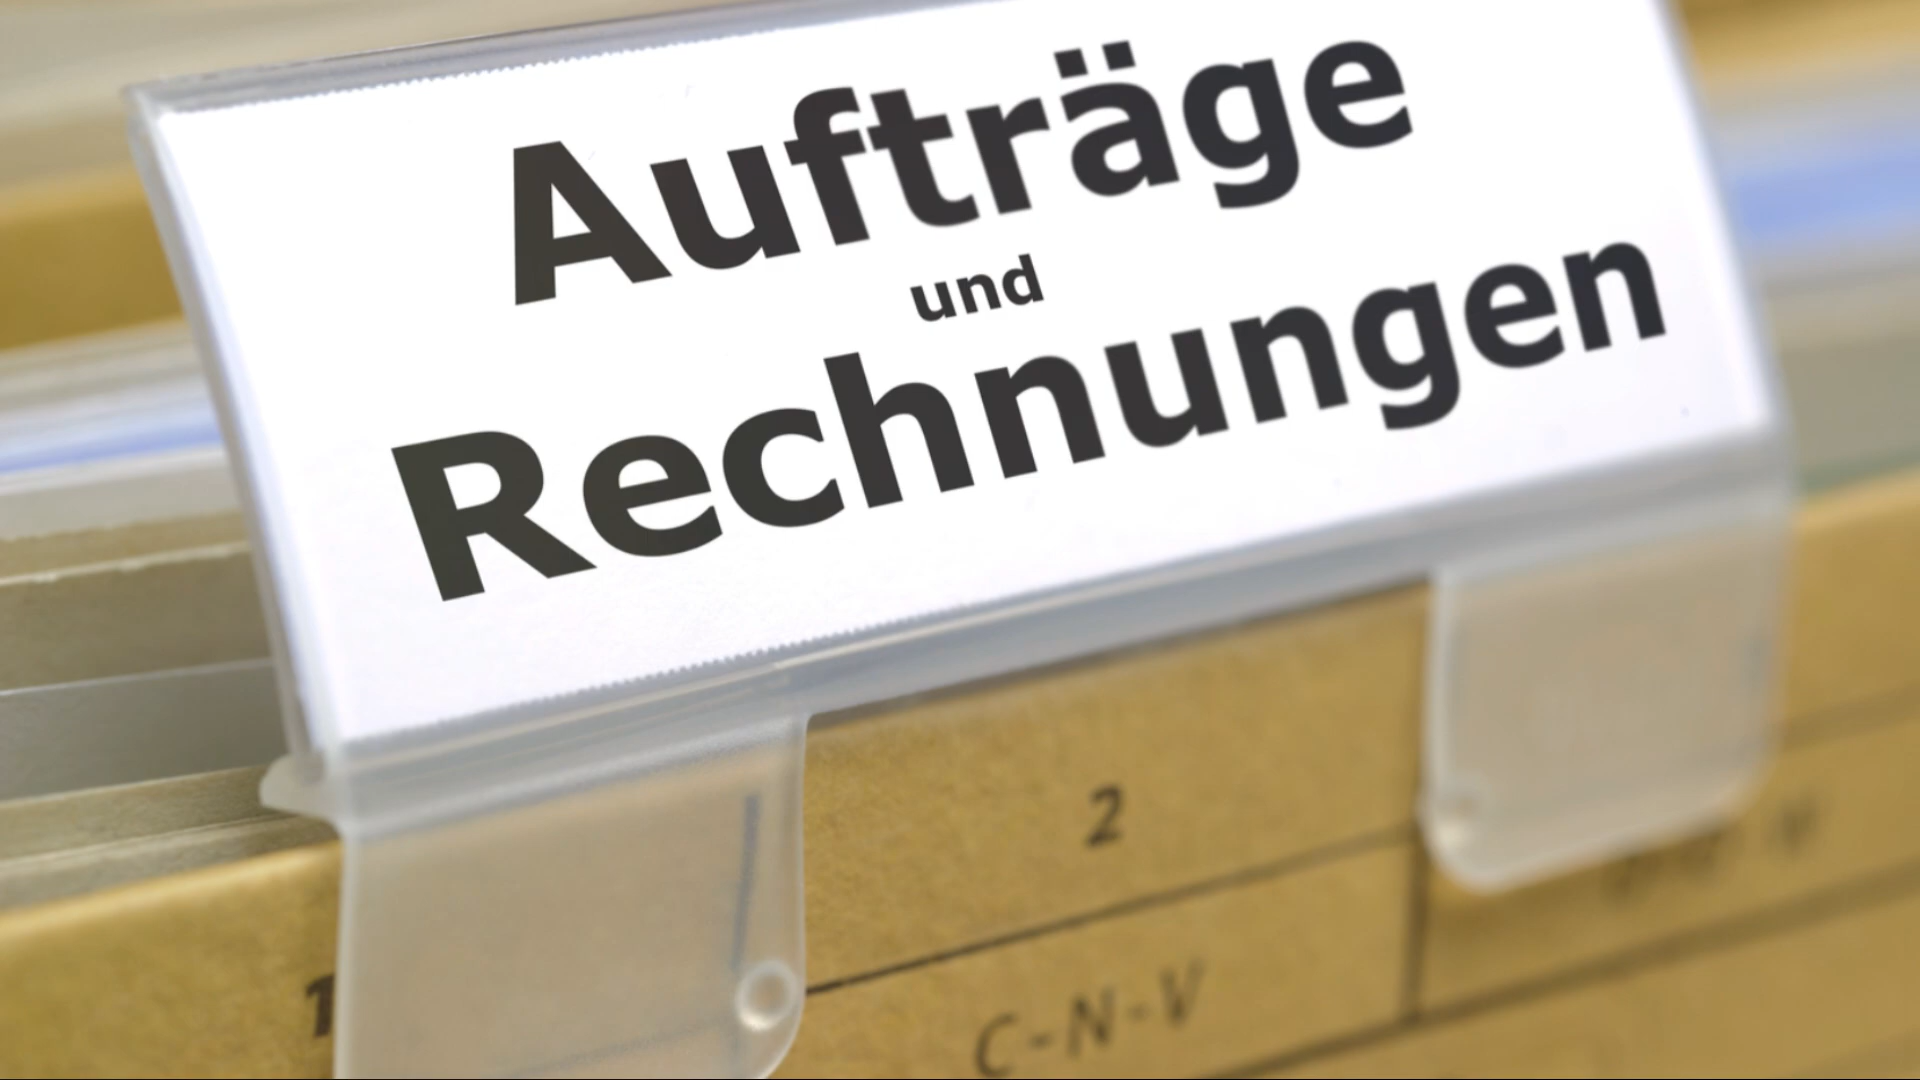 Aufträge
und
Rechnungen
2
1
C-N-V